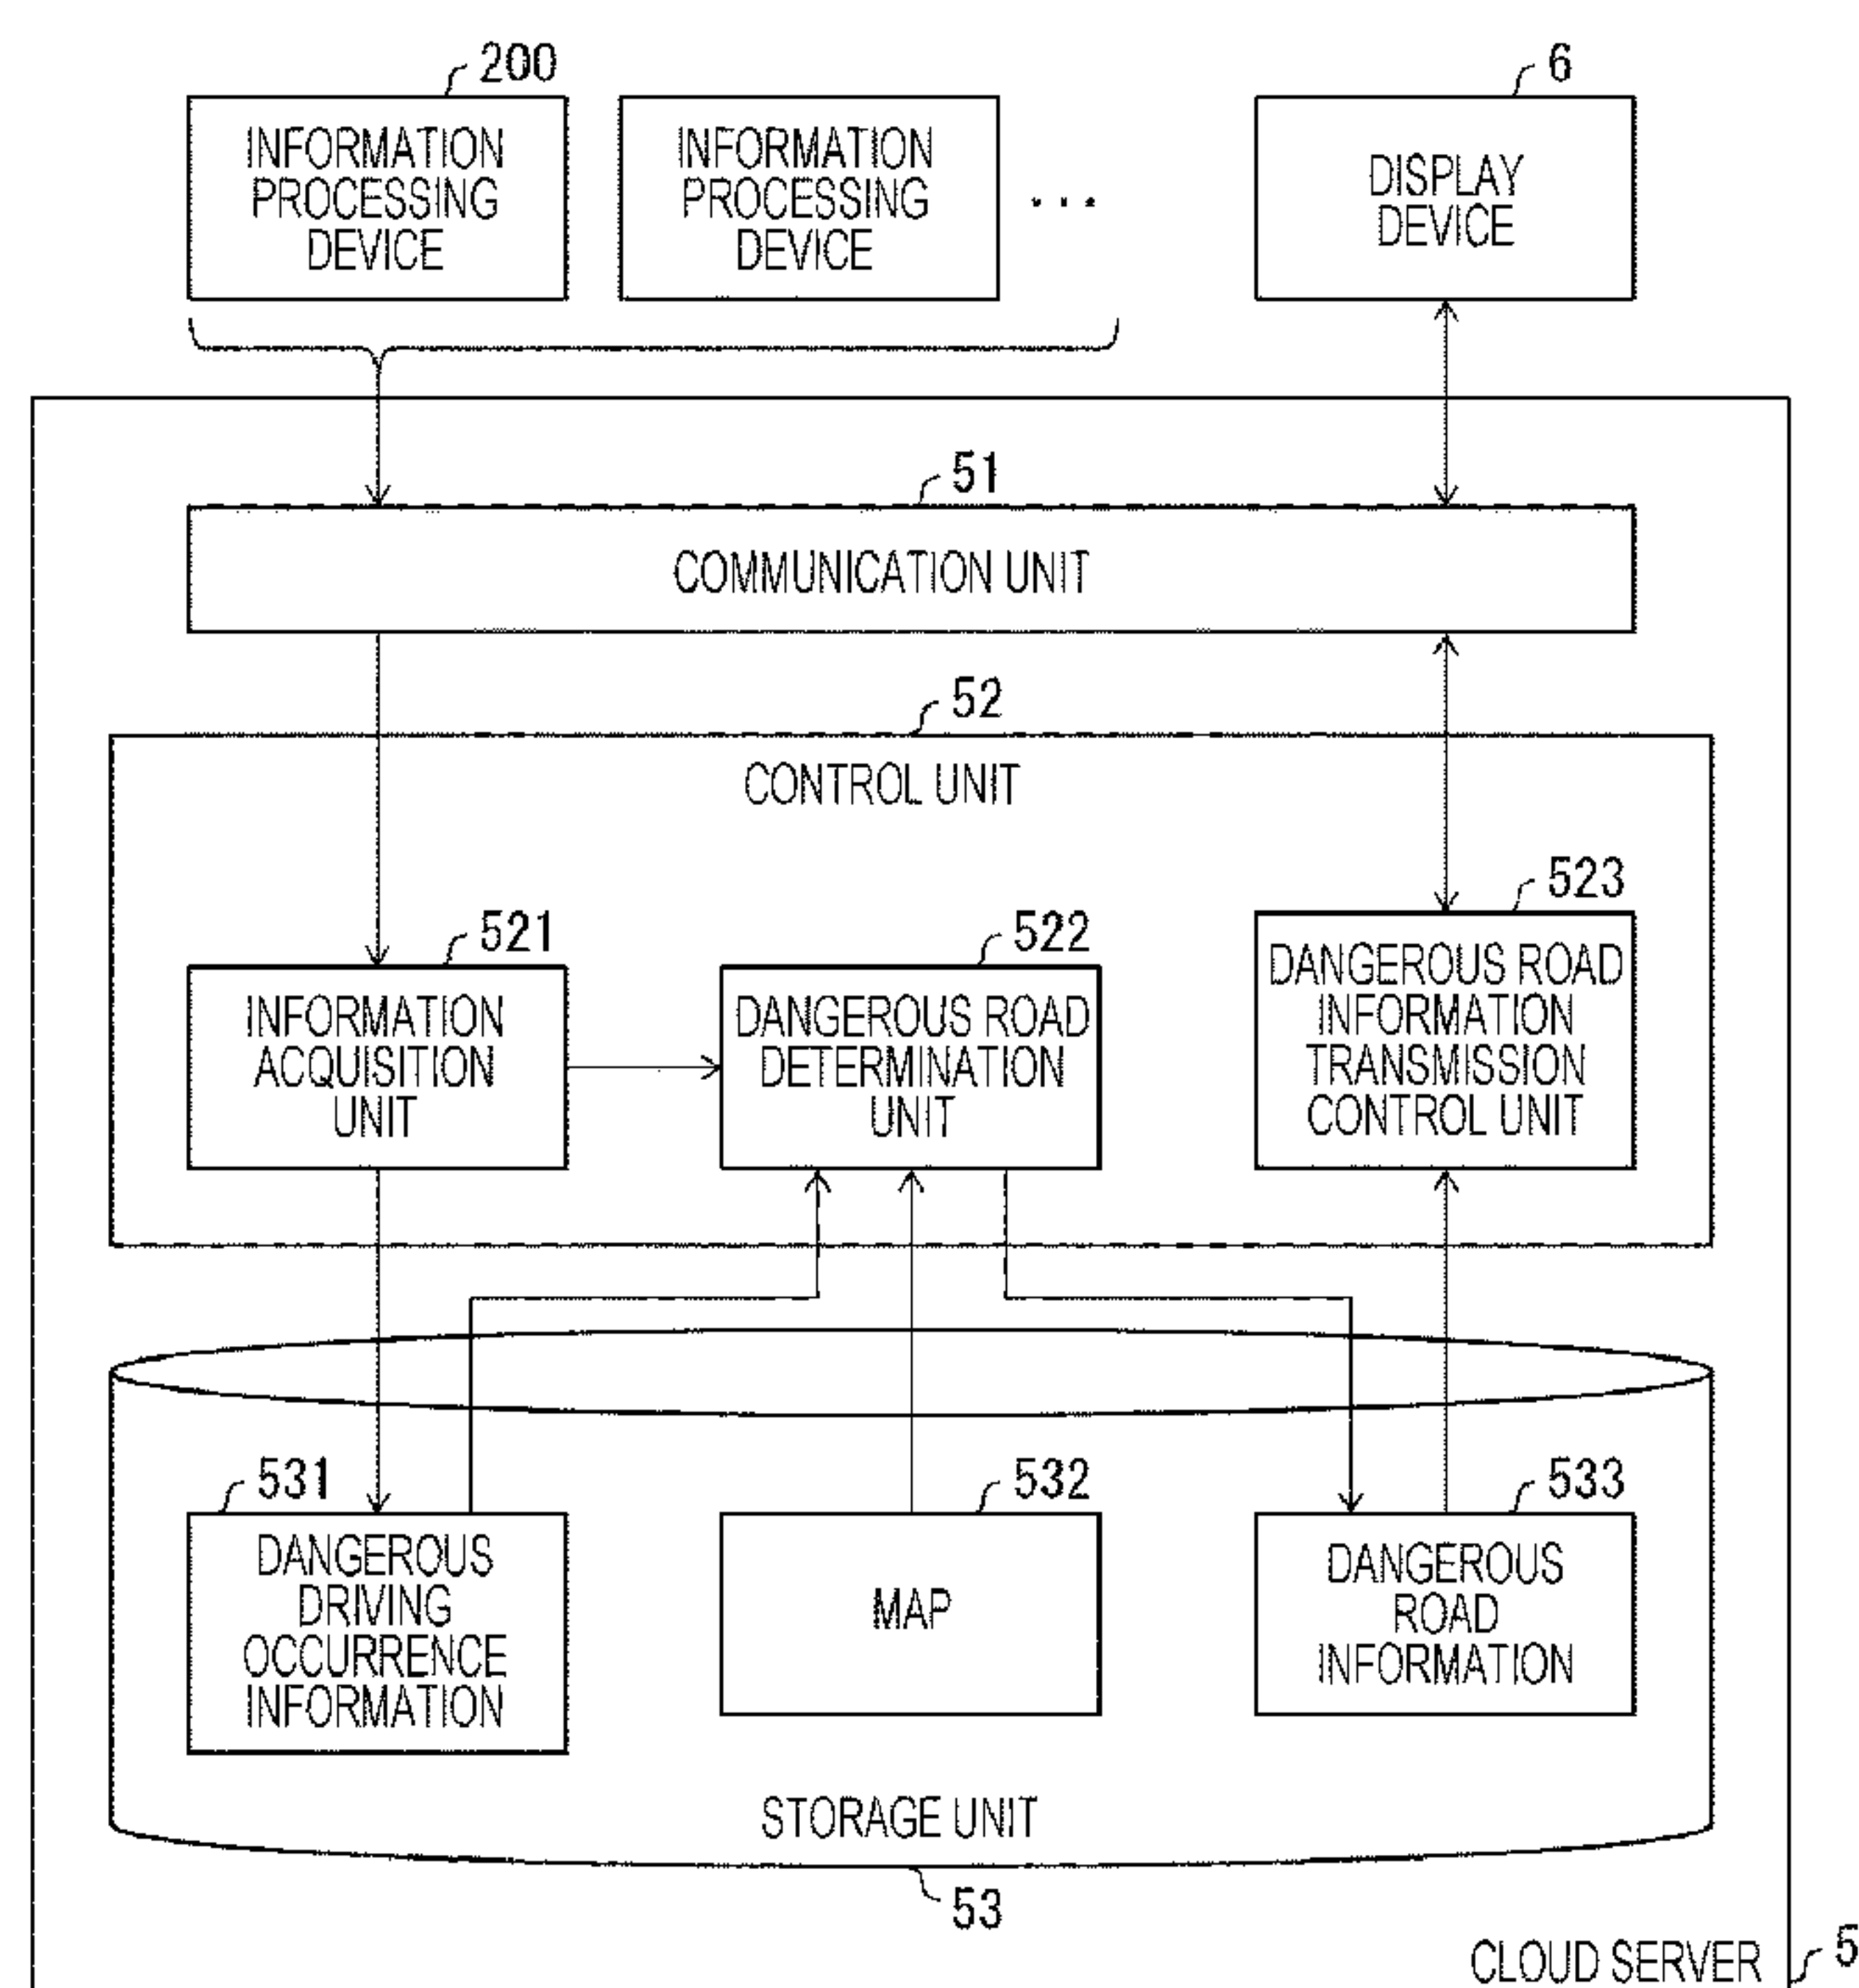 200
6
INFORMATION
PROCESSING
DEVICE
INFORMATION
PROCESSING
DEVICE
...
DISPLAY
DEVICE
51
COMMUNICATION UNIT
52
CONTROL UNIT
521
INFORMATION
ACQUISITION
UNIT
522
DANGEROUS ROAD
DETERMINATION
UNIT
523
DANGEROUS ROAD
INFORMATION
TRANSMISSION
CONTROL UNIT
531
DANGEROUS
DRIVING
OCCURRENCE
INFORMATION
532
MAP
533
DANGEROUS
ROAD
INFORMATION
STORAGE UNIT
53
CLOUD SERVER
5